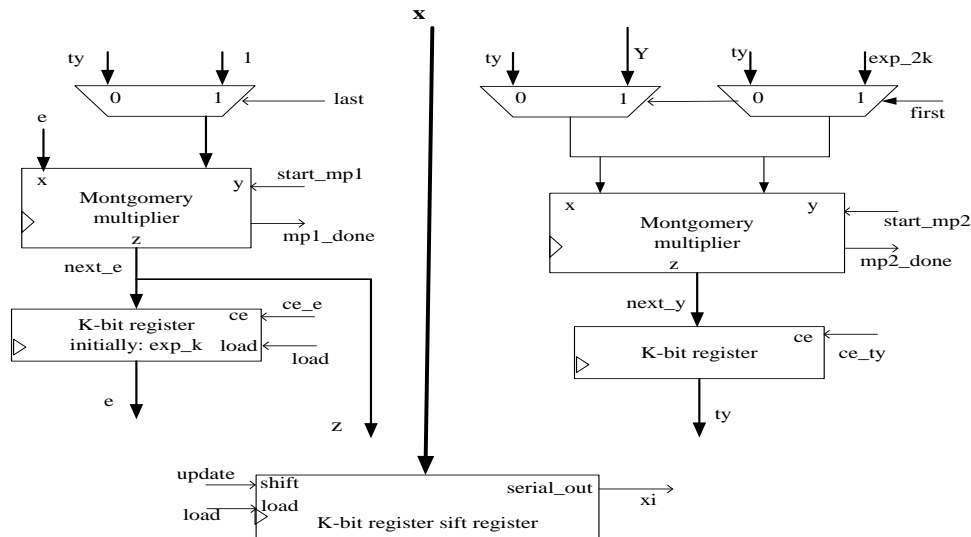 x
ty
1
0
1
last
e
x
y
Montgomery
multiplier
z
start_mp1
mp1_done
next_e
ce
K-bit register
initially: exp_k
load
ce_e
load
e
z
ty
Y
0
1
ty
exp_2k
0
1
first
x
y
Montgomery
multiplier
z
start_mp2
mp2_done
next_y
ce
K-bit register
ce_ty
ty
update
shift
serial_out
xi
load
load
K-bit register sift register